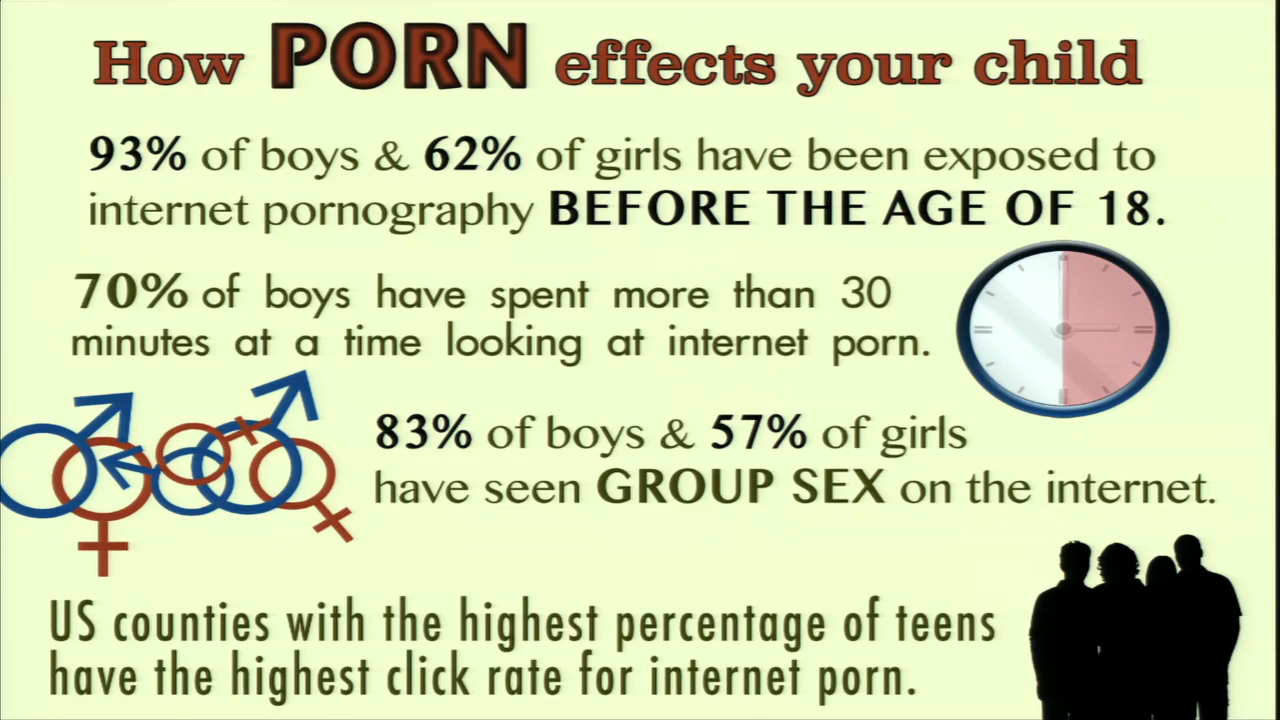 How PORN effects your child
93% of boys & 62% of girls have been exposed to
internet pornography BEFORE THE AGE OF 18.
70% of boys have spent more than 30
minutes at a time looking at internet porn.
83% of boys & 57% of girls
have seen GROUP SEX on the internet.
US counties with the highest percentage of teens
have the highest click rate for internet porn.